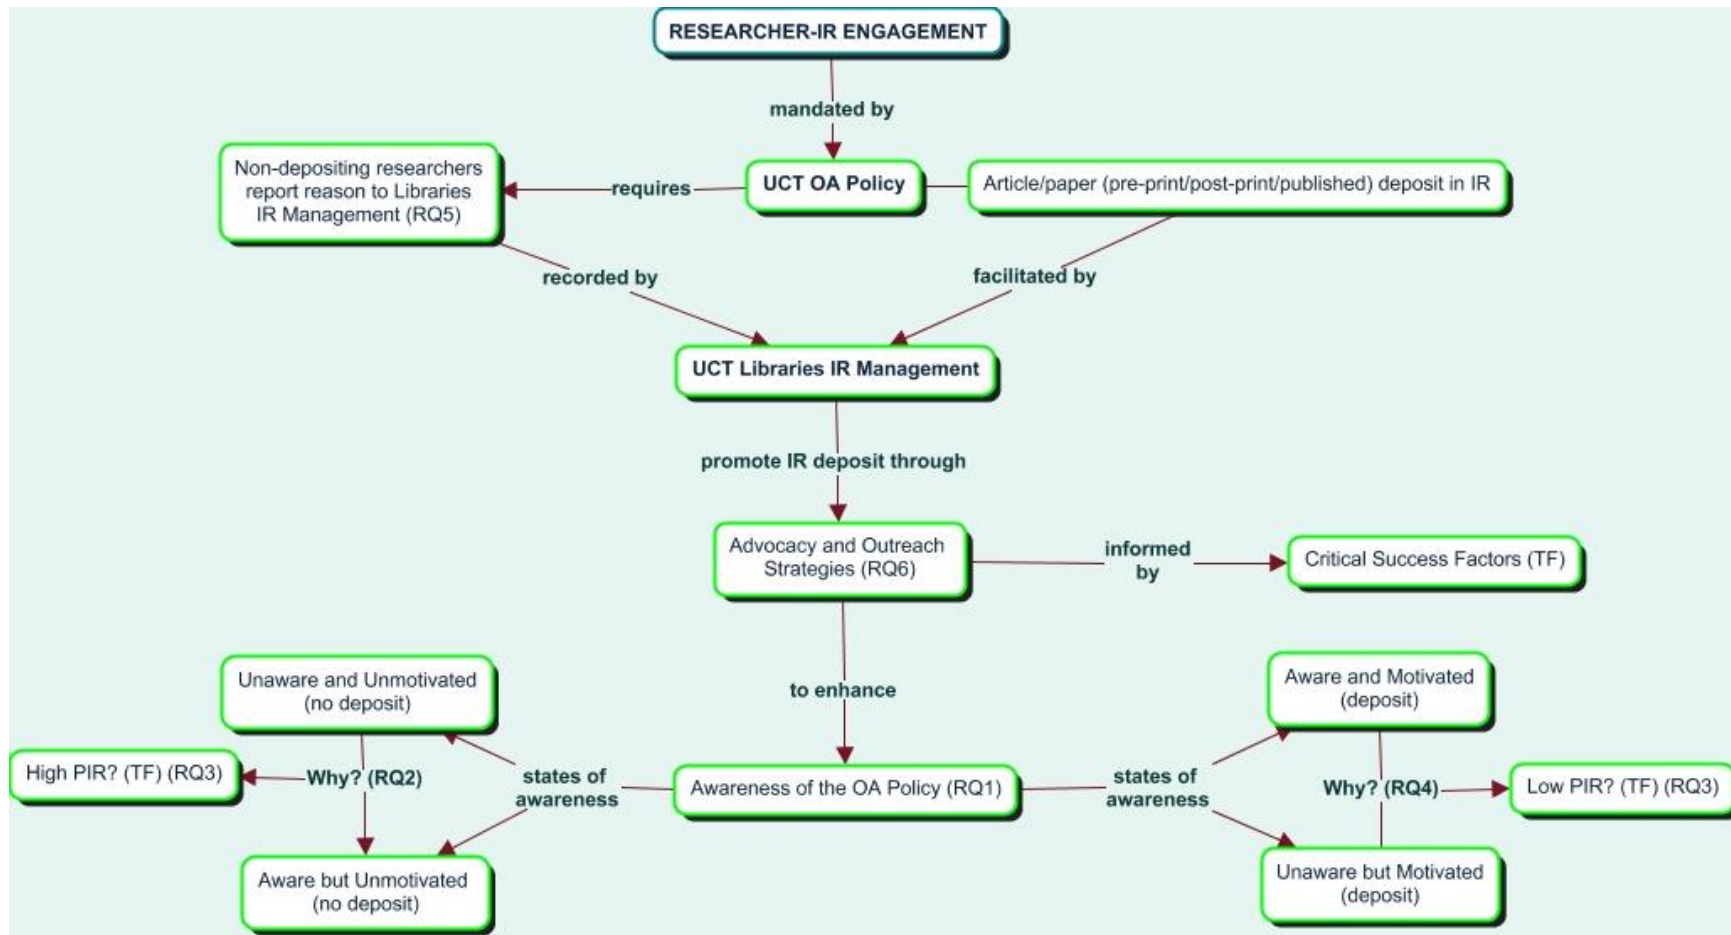 RESEARCHER-IR ENGAGEMENT
mandated by
Non-depositing researchers
report reason to Libraries
IR Management (RQ5)
requires
UCT OA Policy
Article/paper (pre-print/post-print/published) deposit in IR
recorded by
facilitated by
UCT Libraries IR Management
promote IR deposit through
Advocacy and Outreach
Strategies (RQ6)
informed
by
Critical Success Factors (TF)
to enhance
Unaware and Unmotivated
(no deposit)
Aware and Motivated
(deposit)
High PIR? (TF) (RQ3)
Why? (RQ2)
states of
awareness
Awareness of the OA Policy (RQ1)
states of
awareness
Why? (RQ4)
Low PIR? (TF) (RQ3)
Aware but Unmotivated
(no deposit)
Unaware but Motivated
(deposit)